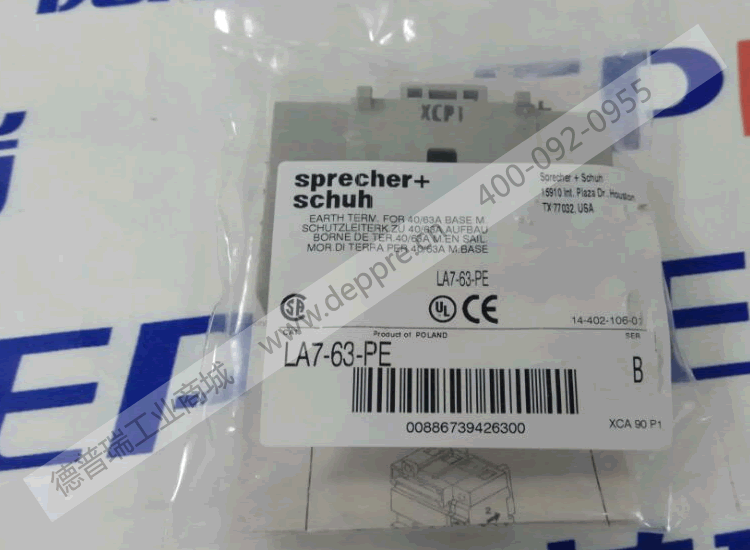 XCP1
sprecher+
schuh
Sprecher + Schuh
15910 Int. Plaza Dr., Houston
TX 77032, USA
EARTH TERM. FOR 40/63A BASE M.
SCHUTZLEITERK.ZU 40/63A AUFBAU
BORNE DE TER.40/63A M.EN SAIL.
MOR.DI TERRA PER 40/63A M.BASE
LA7-63-PE
UL CE
14-402-106-01
CAT
Product of POLAND
SER
LA7-63-PE
B
00886739426300
XCA 90 P1
德普瑞工业商城 www.deppre.
400-092-0955